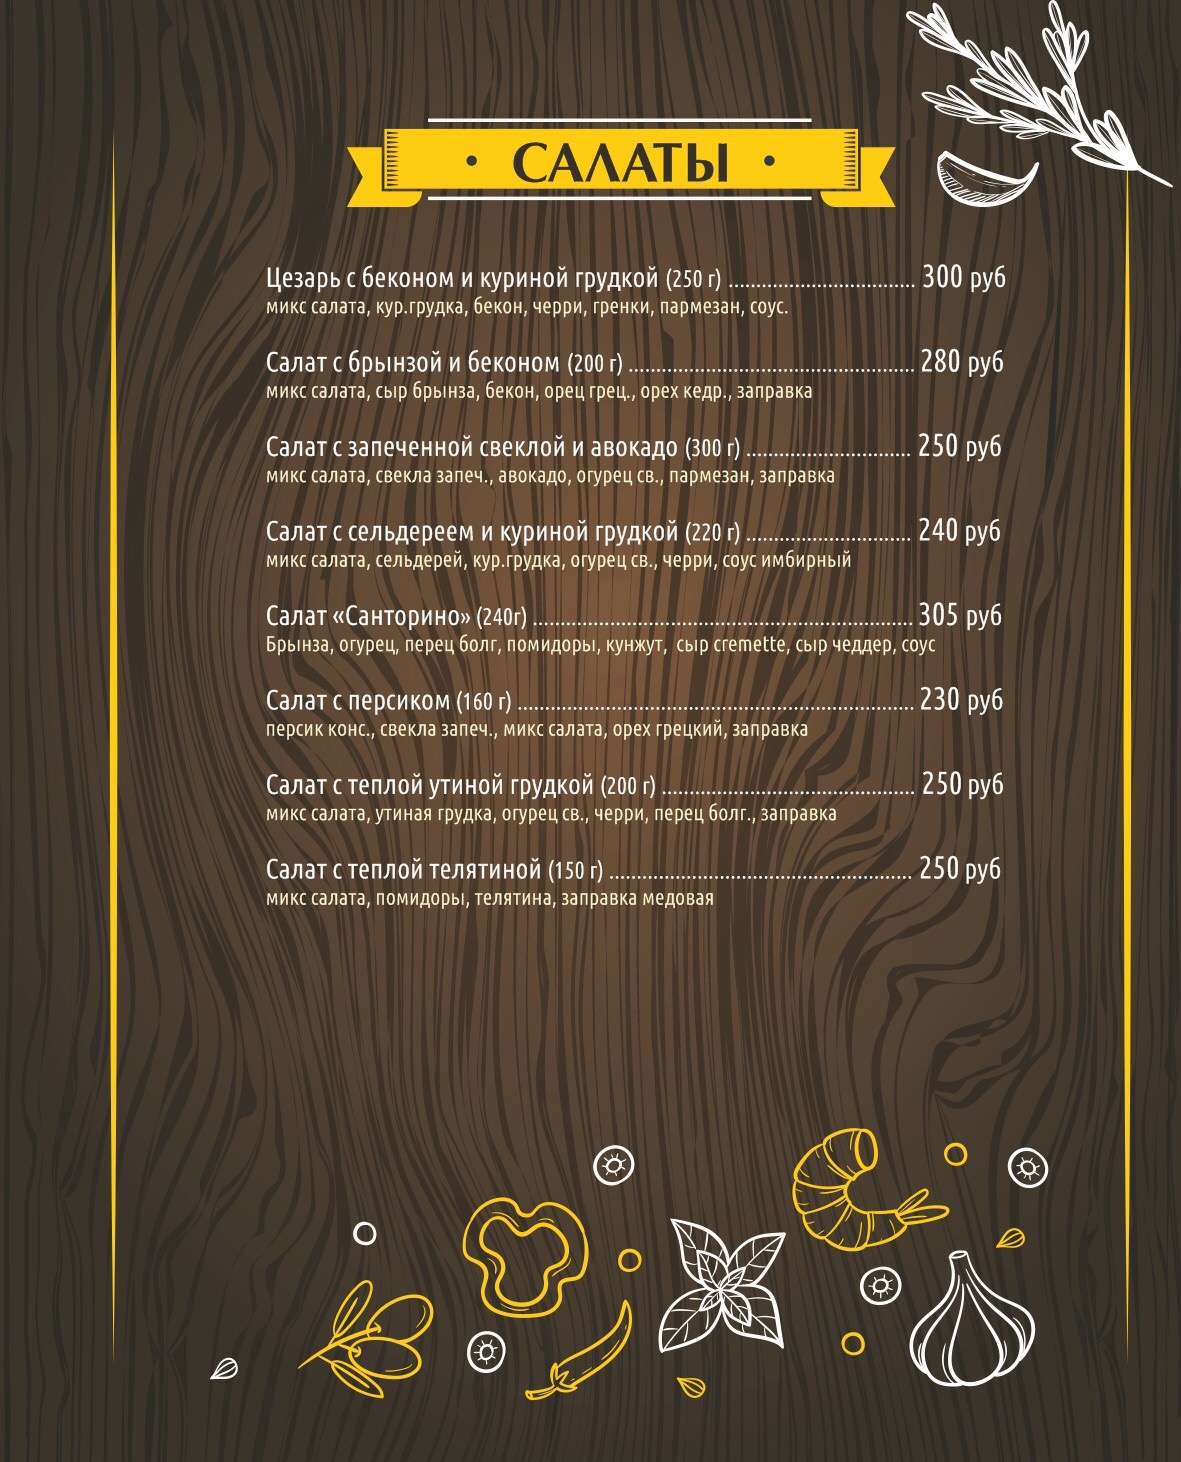 • САЛАТЫ •
Цезарь с беконом и куриной грудкой (250 г) ................................... 300 руб
микс салата, кур.грудка, бекон, черри, гренки, пармезан, соус.
Салат с брынзой и беконом (200 г) ...................................................... 280 руб
микс салата, сыр брынза, бекон, орец грец., орех кедр., заправка
Салат с запеченной свеклой и авокадо (300 г) ............................... 250 руб
микс салата, свекла запеч., авокадо, огурец св., пармезан, заправка
Салат с сельдереем и куриной грудкой (220 г) ............................... 240 руб
микс салата, сельдерей, кур.грудка, огурец св., черри, соус имбирный
Салат «Санторино» (240г) ........................................................................ 305 руб
Брынза, огурец, перец болг, помидоры, кунжут, сыр cremette, сыр чеддер, соус
Салат с персиком (160 г) ........................................................................... 230 руб
персик конс., свекла запеч., микс салата, орех грецкий, заправка
Салат с теплой утиной грудкой (200 г) ................................................ 250 руб
микс салата, утиная грудка, огурец св., черри, перец болг., заправка
Салат с теплой телятиной (150 г) ......................................................... 250 руб
микс салата, помидоры, телятина, заправка медовая